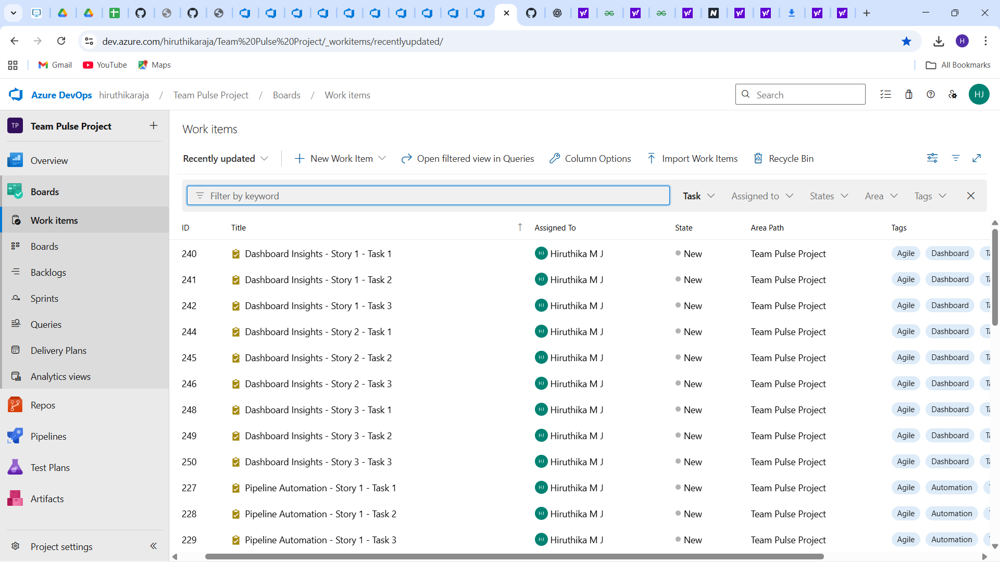 dev.azure.com/hiruthikaraja/Team%20Pulse%20Project/_workitems/recentlyupdated/
H
Gmail YouTube Maps All Bookmarks
Azure DevOps hiruthikaraja / Team Pulse Project / Boards / Work items Search HJ
TP Team Pulse Project
Overview
Boards
Work items
Boards
Backlogs
Sprints
Queries
Delivery Plans
Analytics views
Repos
Pipelines
Test Plans
Artifacts
Project settings
Work items
Recently updated New Work Item Open filtered view in Queries Column Options Import Work Items Recycle Bin
Filter by keyword Task Assigned to States Area Tags
ID Title Assigned To State Area Path Tags
240 Dashboard Insights - Story 1 - Task 1 HJ Hiruthika M J New Team Pulse Project Agile Dashboard
241 Dashboard Insights - Story 1 - Task 2 HJ Hiruthika M J New Team Pulse Project Agile Dashboard
242 Dashboard Insights - Story 1 - Task 3 HJ Hiruthika M J New Team Pulse Project Agile Dashboard
244 Dashboard Insights - Story 2 - Task 1 HJ Hiruthika M J New Team Pulse Project Agile Dashboard
245 Dashboard Insights - Story 2 - Task 2 HJ Hiruthika M J New Team Pulse Project Agile Dashboard
246 Dashboard Insights - Story 2 - Task 3 HJ Hiruthika M J New Team Pulse Project Agile Dashboard
248 Dashboard Insights - Story 3 - Task 1 HJ Hiruthika M J New Team Pulse Project Agile Dashboard
249 Dashboard Insights - Story 3 - Task 2 HJ Hiruthika M J New Team Pulse Project Agile Dashboard
250 Dashboard Insights - Story 3 - Task 3 HJ Hiruthika M J New Team Pulse Project Agile Dashboard
227 Pipeline Automation - Story 1 - Task 1 HJ Hiruthika M J New Team Pulse Project Agile Automation
228 Pipeline Automation - Story 1 - Task 2 HJ Hiruthika M J New Team Pulse Project Agile Automation
229 Pipeline Automation - Story 1 - Task 3 HJ Hiruthika M J New Team Pulse Project Agile Automation